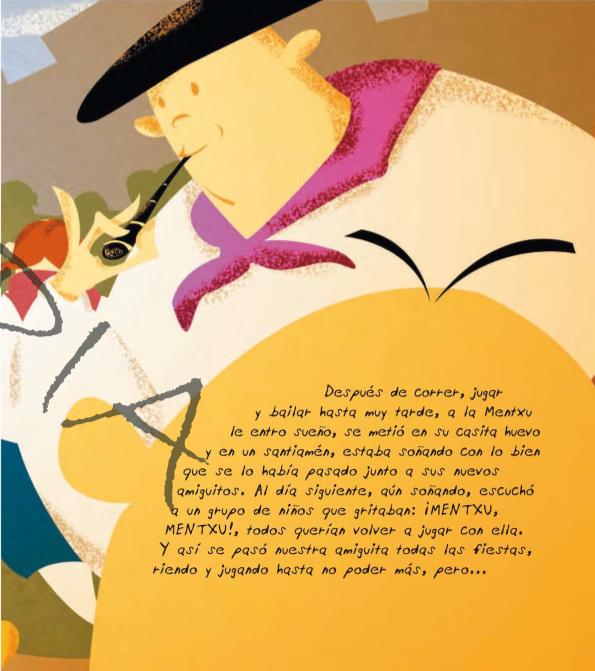 Después de correr, jugar
y bailar hasta muy tarde, a la Mentxu
le entro sueño, se metió en su casita huevo
y en un santiamén, estaba soñando con lo bien
que se lo había pasado junto a sus nuevos
amiguitos. Al día siguiente, aún soñando, escuchó
a un grupo de niños que gritaban: ¡MENTXU,
MENTXU!, todos querían volver a jugar con ella.
Y así se pasó nuestra amiguita todas las fiestas,
riendo y jugando hasta no poder más, pero...